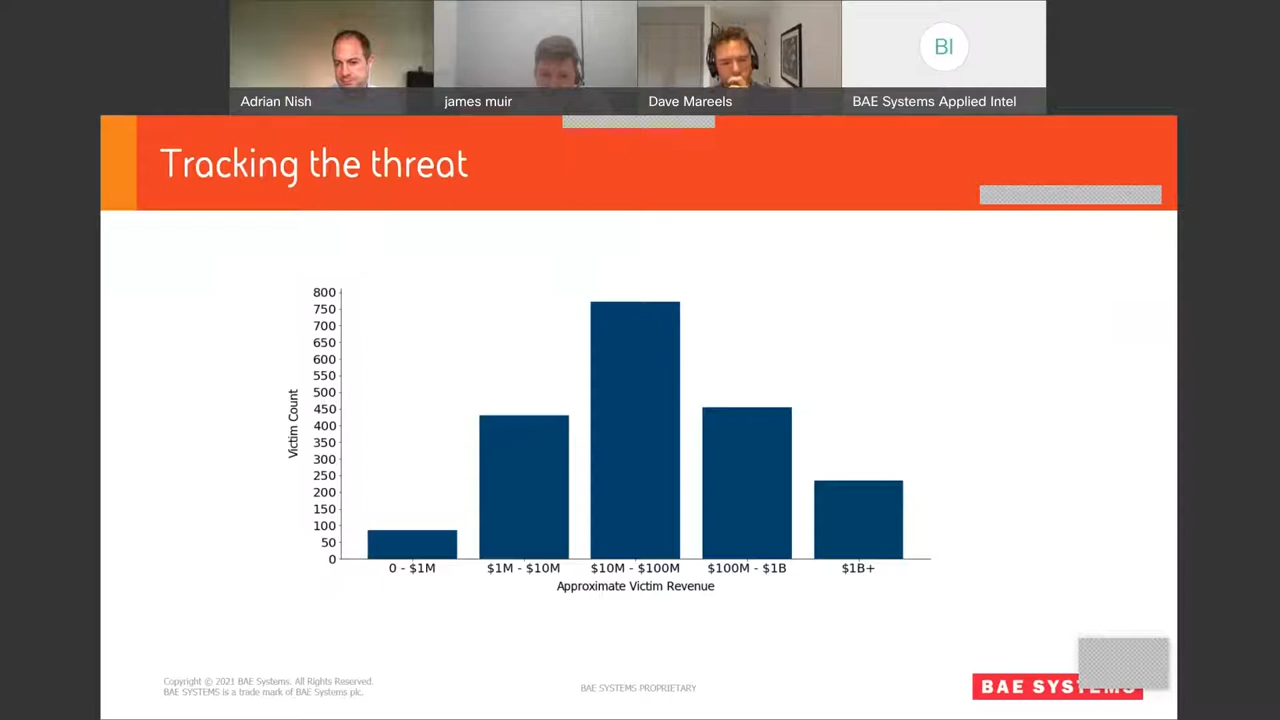 BI
Adrian Nish
james muir
Dave Mareels
BAE Systems Applied Intel
Tracking the threat
800
750
700
650
600
550
500
450
400
350
300
250
200
150
100
50
0
Victim Count
0 - $1M
$1M - $10M
$10M - $100M
$100M - $1B
$1B+
Approximate Victim Revenue
Copyright © 2021 BAE Systems. All Rights Reserved.
BAE SYSTEMS is a trade mark of BAE Systems plc.
BAE SYSTEMS PROPRIETARY
BAE SYSTEMS